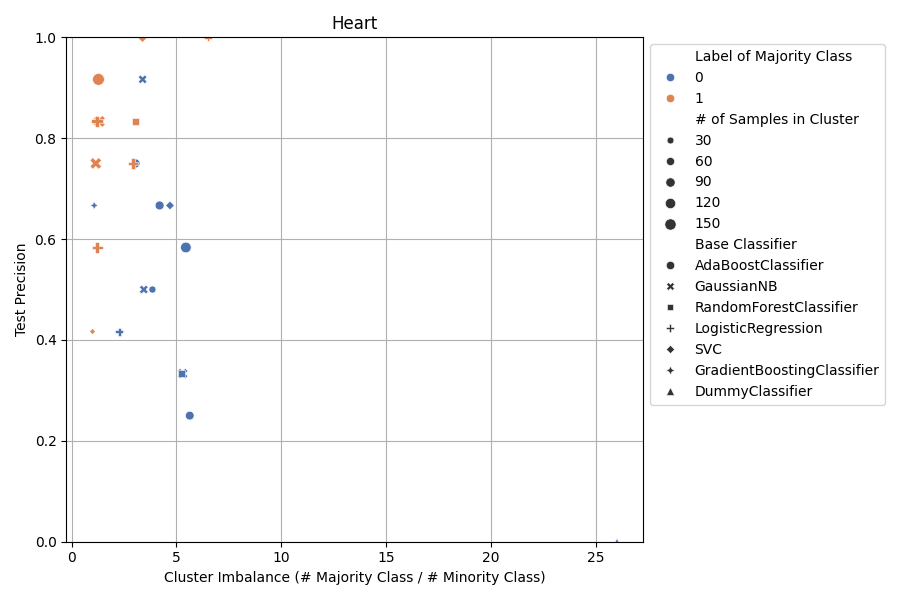 Heart
1.0
0.8
0.6
0.4
0.2
0.0
Test Precision
0
5
10
15
20
25
Cluster Imbalance (# Majority Class / # Minority Class)
Label of Majority Class
0
1
# of Samples in Cluster
30
60
90
120
150
Base Classifier
AdaBoostClassifier
GaussianNB
RandomForestClassifier
LogisticRegression
SVC
GradientBoostingClassifier
DummyClassifier